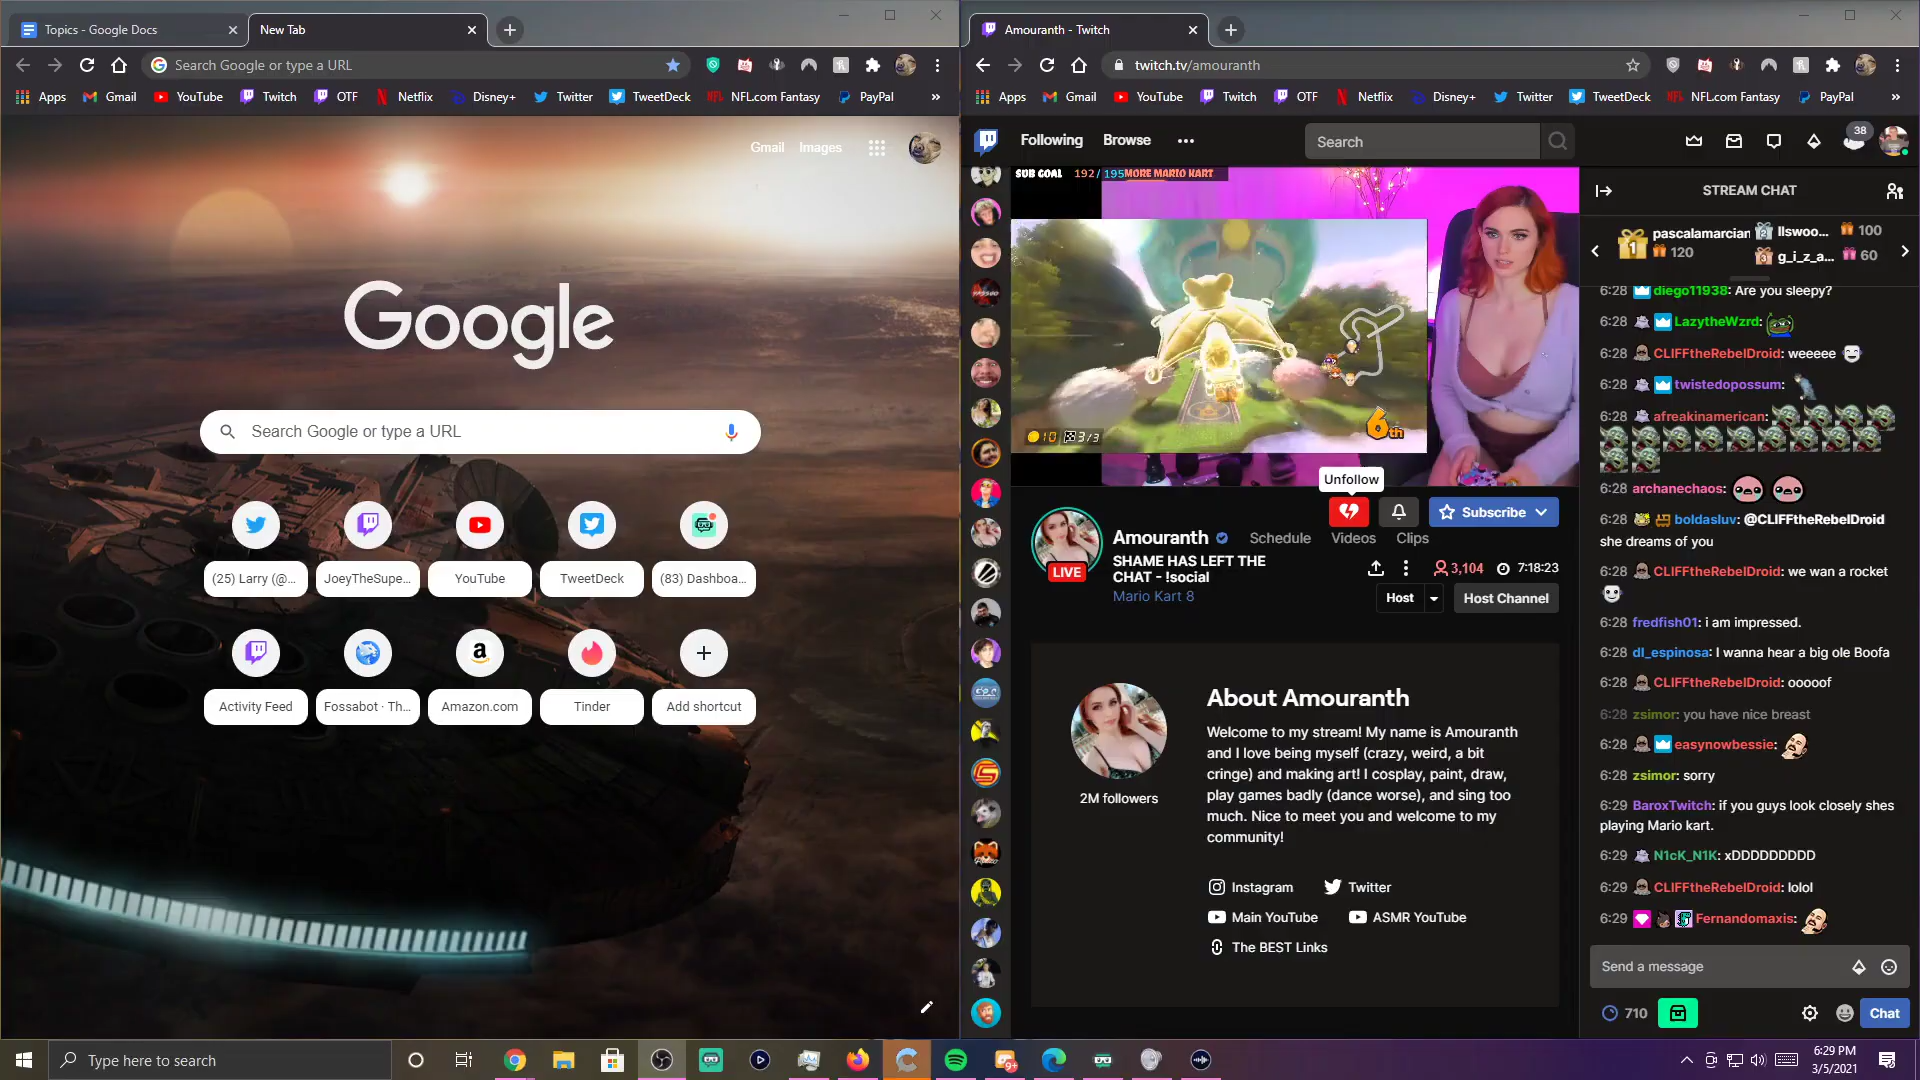 Topics - Google Docs
New Tab
Search Google or type a URL
Apps
Gmail
YouTube
Twitch
OTF
Netflix
Disney+
Twitter
TweetDeck
NFL.com Fantasy
PayPal
»
Gmail
Images
Google
Search Google or type a URL
(25) Larry (@...
JoeyTheSupe...
YouTube
TweetDeck
(83) Dashboa...
Activity Feed
Fossabot · Th...
Amazon.com
Tinder
Add shortcut
Amouranth - Twitch
twitch.tv/amouranth
Apps
Gmail
YouTube
Twitch
OTF
Netflix
Disney+
Twitter
TweetDeck
NFL.com Fantasy
PayPal
»
Following
Browse
Search
38
SUB GOAL 192 / 195 MORE MARIO KART
10 3/3
6th
Unfollow
Subscribe
LIVE
Amouranth
Schedule
Videos
Clips
SHAME HAS LEFT THE
CHAT - !social
Mario Kart 8
3,104
7:18:23
Host
Host Channel
About Amouranth
Welcome to my stream! My name is Amouranth
and I love being myself (crazy, weird, a bit
cringe) and making art! I cosplay, paint, draw,
play games badly (dance worse), and sing too
much. Nice to meet you and welcome to my
community!
2M followers
Instagram
Twitter
Main YouTube
ASMR YouTube
The BEST Links
STREAM CHAT
1 pascalamarcian
120
2 llswoo... 100
3 g_i_z_a... 60
6:28 diego11938: Are you sleepy?
6:28 LazytheWzrd:
6:28 CLIFFtheRebelDroid: weeeee
6:28 twistedopossum:
6:28 afreakinamerican:
6:28 archanechaos:
6:28 boldasluv: @CLIFFtheRebelDroid
she dreams of you
6:28 CLIFFtheRebelDroid: we wan a rocket
6:28 fredfish01: i am impressed.
6:28 dl_espinosa: I wanna hear a big ole Boofa
6:28 CLIFFtheRebelDroid: ooooof
6:28 zsimor: you have nice breast
6:28 easynowbessie:
6:28 zsimor: sorry
6:29 BaroxTwitch: if you guys look closely shes
playing Mario kart.
6:29 N1cK_N1K: xDDDDDDDDD
6:29 CLIFFtheRebelDroid: lolol
6:29 Fernandomaxis:
Send a message
710
Chat
Type here to search
9+
6:29 PM
3/5/2021